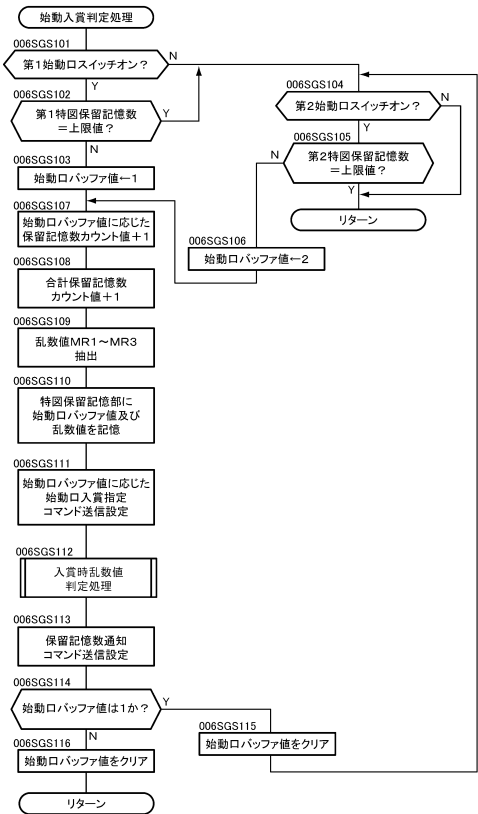 始動入賞判定処理
006SGS101
第1始動口スイッチオン？
N
Y
006SGS102
第1特図保留記憶数
＝上限値？
Y
N
006SGS103
始動口バッファ値←1
006SGS104
第2始動口スイッチオン？
N
Y
006SGS105
第2特図保留記憶数
＝上限値？
N
Y
リターン
006SGS106
始動口バッファ値←2
006SGS107
始動口バッファ値に応じた
保留記憶数カウント値＋1
006SGS108
合計保留記憶数
カウント値＋1
006SGS109
乱数値MR1～MR3
抽出
006SGS110
特図保留記憶部に
始動口バッファ値及び
乱数値を記憶
006SGS111
始動口バッファ値に応じた
始動口入賞指定
コマンド送信設定
006SGS112
入賞時乱数値
判定処理
006SGS113
保留記憶数通知
コマンド送信設定
006SGS114
始動口バッファ値は1か？
Y
N
006SGS115
始動口バッファ値をクリア
006SGS116
始動口バッファ値をクリア
リターン